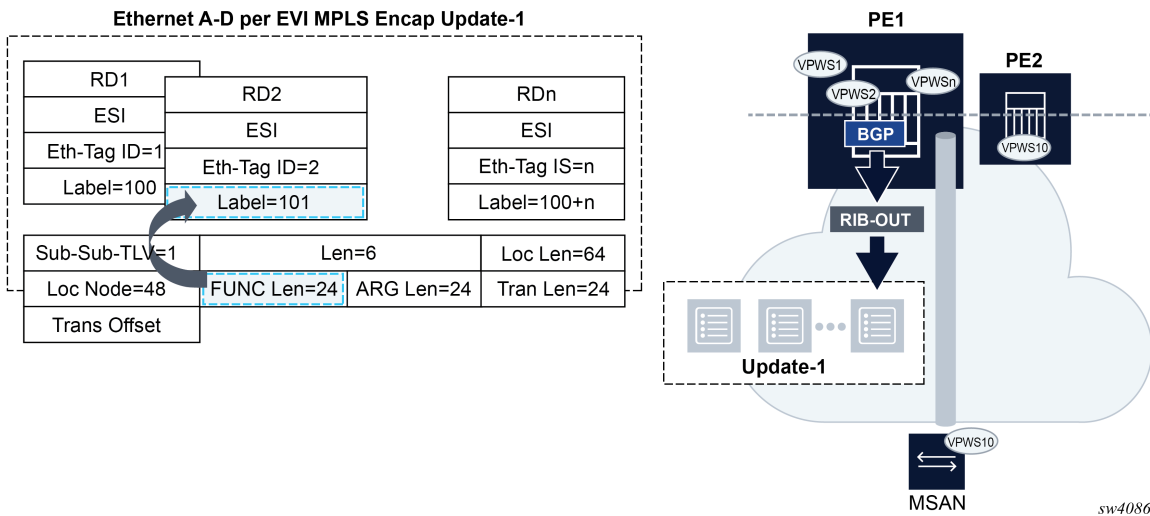 Ethernet A-D per EVI MPLS Encap Update-1
RD1
ESI
Eth-Tag ID=1
Label=100
RD2
ESI
Eth-Tag ID=2
Label=101
RDn
ESI
Eth-Tag IS=n
Label=100+n
Sub-Sub-TLV=1
Len=6
Loc Len=64
Loc Node=48
FUNC Len=24
ARG Len=24
Tran Len=24
Trans Offset
PE1
VPWS1
VPWS2
VPWSn
BGP
PE2
VPWS10
RIB-OUT
Update-1
VPWS10
MSAN
sw4086